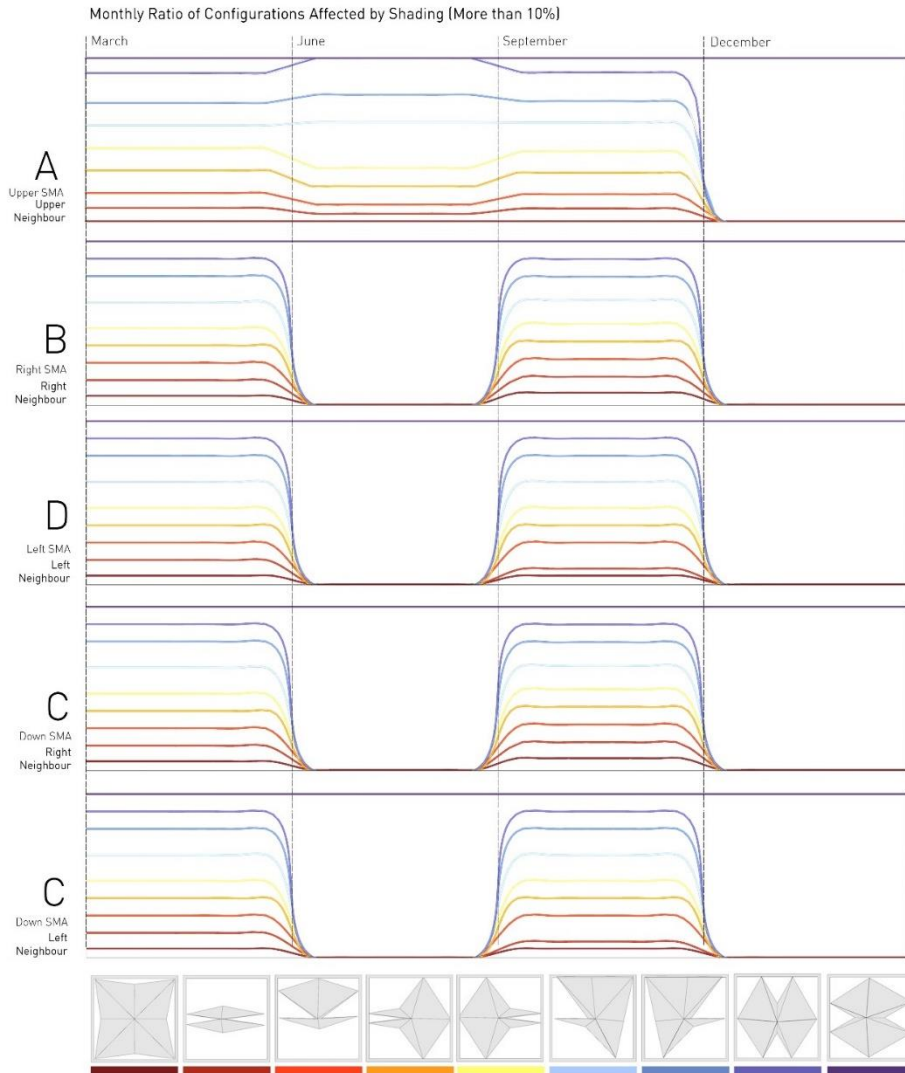 Monthly Ratio of Configurations Affected by Shading (More than 10%)
March June September December
A
Upper SMA
Upper
Neighbour
B
Right SMA
Right
Neighbour
D
Left SMA
Left
Neighbour
C
Down SMA
Right
Neighbour
C
Down SMA
Left
Neighbour